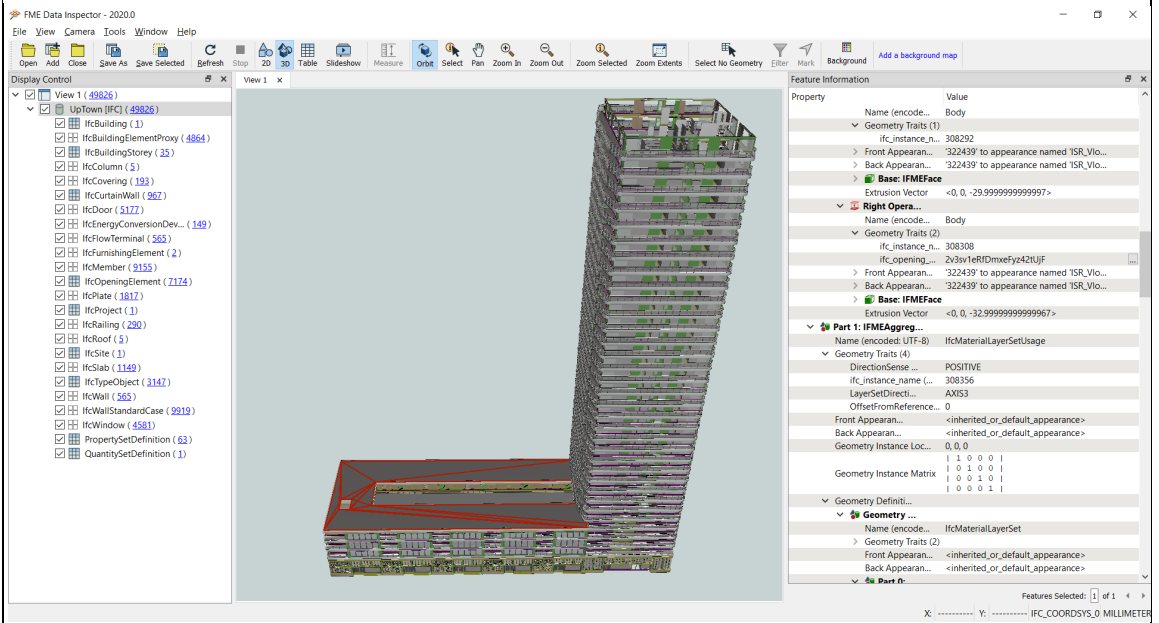 FME Data Inspector - 2020.0
File View Camera Tools Window Help
Open Add Close Save As Save Selected Refresh Stop 2D 3D Table Slideshow Measure Orbit Select Pan Zoom In Zoom Out Zoom Selected Zoom Extents Select No Geometry Filter Mark Background Add a background map
Display Control
View 1 (49826)
UpTown [IFC] (49826)
IfcBuilding (1)
IfcBuildingElementProxy (4864)
IfcBuildingStorey (35)
IfcColumn (5)
IfcCovering (193)
IfcCurtainWall (967)
IfcDoor (5177)
IfcEnergyConversionDev... (149)
IfcFlowTerminal (565)
IfcFurnishingElement (2)
IfcMember (9155)
IfcOpeningElement (7174)
IfcPlate (1817)
IfcProject (1)
IfcRailing (290)
IfcRoof (5)
IfcSite (1)
IfcSlab (1149)
IfcTypeObject (3147)
IfcWall (565)
IfcWallStandardCase (9919)
IfcWindow (4581)
PropertySetDefinition (63)
QuantitySetDefinition (1)
View 1
Feature Information
Property Value
Name (encode... Body
Geometry Traits (1)
ifc_instance_n... 308292
Front Appearan... '322439' to appearance named 'ISR_Vlo...
Back Appearan... '322439' to appearance named 'ISR_Vlo...
Base: IFMEFace
Extrusion Vector <0, 0, -29.9999999999997>
Right Opera...
Name (encode... Body
Geometry Traits (2)
ifc_instance_n... 308308
ifc_opening_... 2v3sv1eRfDmxeFyz42tUjF ...
Front Appearan... '322439' to appearance named 'ISR_Vlo...
Back Appearan... '322439' to appearance named 'ISR_Vlo...
Base: IFMEFace
Extrusion Vector <0, 0, -32.99999999999967>
Part 1: IFMEAggreg...
Name (encoded: UTF-8) IfcMaterialLayerSetUsage
Geometry Traits (4)
DirectionSense ... POSITIVE
ifc_instance_name (... 308356
LayerSetDirecti... AXIS3
OffsetFromReference... 0
Front Appearan... <inherited_or_default_appearance>
Back Appearan... <inherited_or_default_appearance>
Geometry Instance Loc... 0, 0, 0
Geometry Instance Matrix
| 1 0 0 0 |
| 0 1 0 0 |
| 0 0 1 0 |
| 0 0 0 1 |
Geometry Definiti...
Geometry ...
Name (encode... IfcMaterialLayerSet
Geometry Traits (2)
Front Appearan... <inherited_or_default_appearance>
Back Appearan... <inherited_or_default_appearance>
Part 0:
Features Selected: 1 of 1
X: ---------- Y: ---------- IFC_COORDSYS_0 MILLIMETER